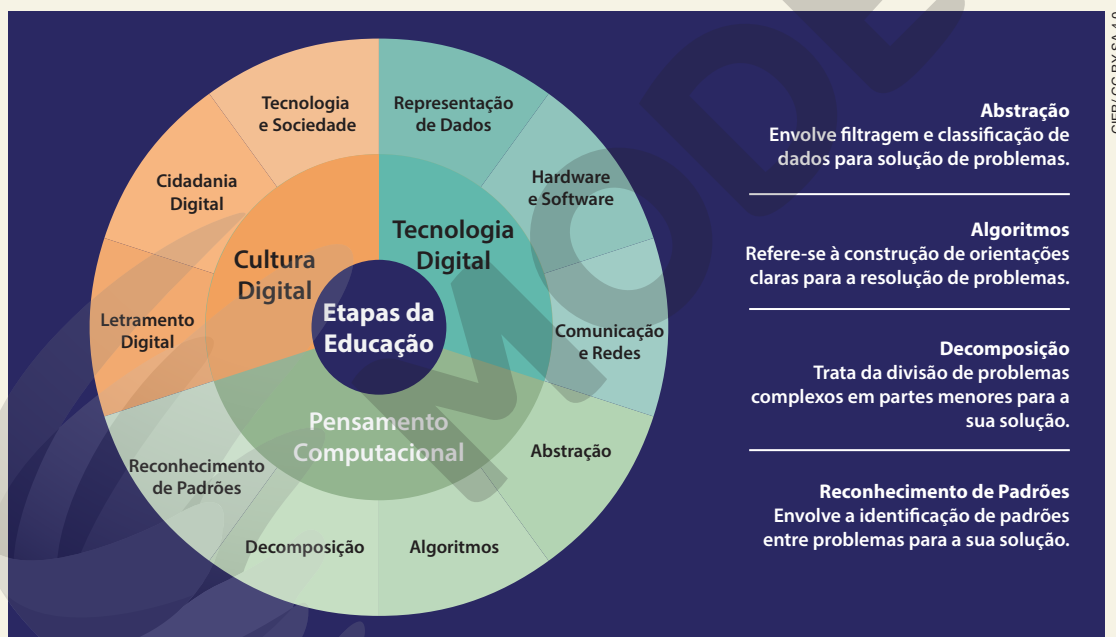 Tecnologia
e Sociedade
Representação
de Dados
Cidadania
Digital
Hardware
e Software
Cultura
Digital
Tecnologia
Digital
Letramento
Digital
Etapas da
Educação
Comunicação
e Redes
Pensamento
Computacional
Reconhecimento
de Padrões
Abstração
Decomposição
Algoritmos
Abstração
Envolve filtragem e classificação de
dados para solução de problemas.
Algoritmos
Refere-se à construção de orientações
claras para a resolução de problemas.
Decomposição
Trata da divisão de problemas
complexos em partes menores para a
sua solução.
Reconhecimento de Padrões
Envolve a identificação de padrões
entre problemas para a sua solução.